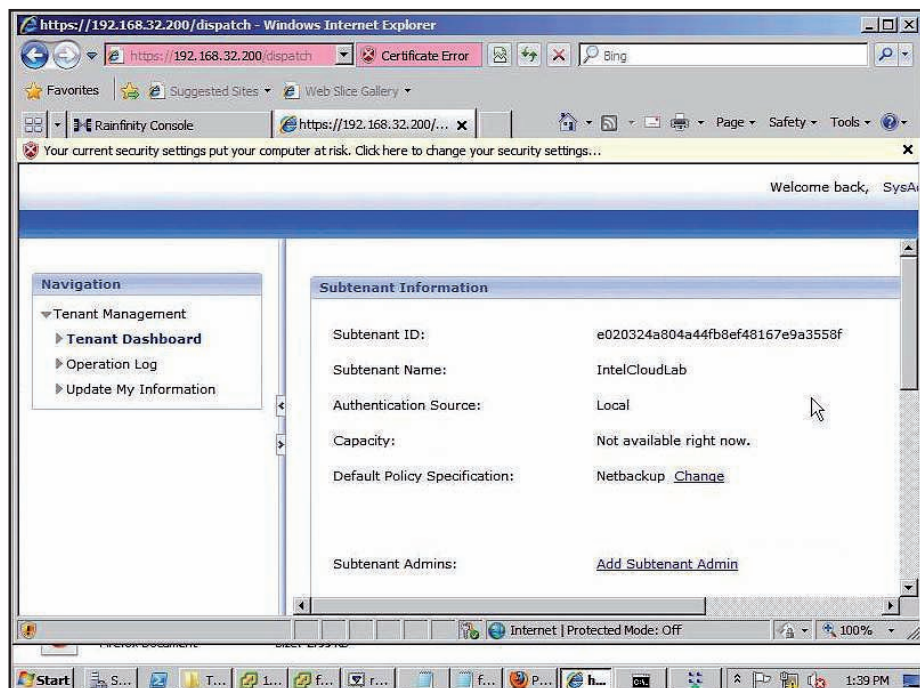 https://192.168.32.200/dispatch - Windows Internet Explorer
https://192.168.32.200/dispatch
Certificate Error
Bing
Favorites
Suggested Sites
Web Slice Gallery
Rainfinity Console
https://192.168.32.200/...
Page
Safety
Tools
Your current security settings put your computer at risk. Click here to change your security settings...
Welcome back, SysA
Navigation
Tenant Management
Tenant Dashboard
Operation Log
Update My Information
Subtenant Information
Subtenant ID: e020324a804a44fb8ef48167e9a3558f
Subtenant Name: IntelCloudLab
Authentication Source: Local
Capacity: Not available right now.
Default Policy Specification: Netbackup Change
Subtenant Admins: Add Subtenant Admin
Internet | Protected Mode: Off
100%
Start
S...
T...
1...
f...
r...
f...
P...
h...
1:39 PM